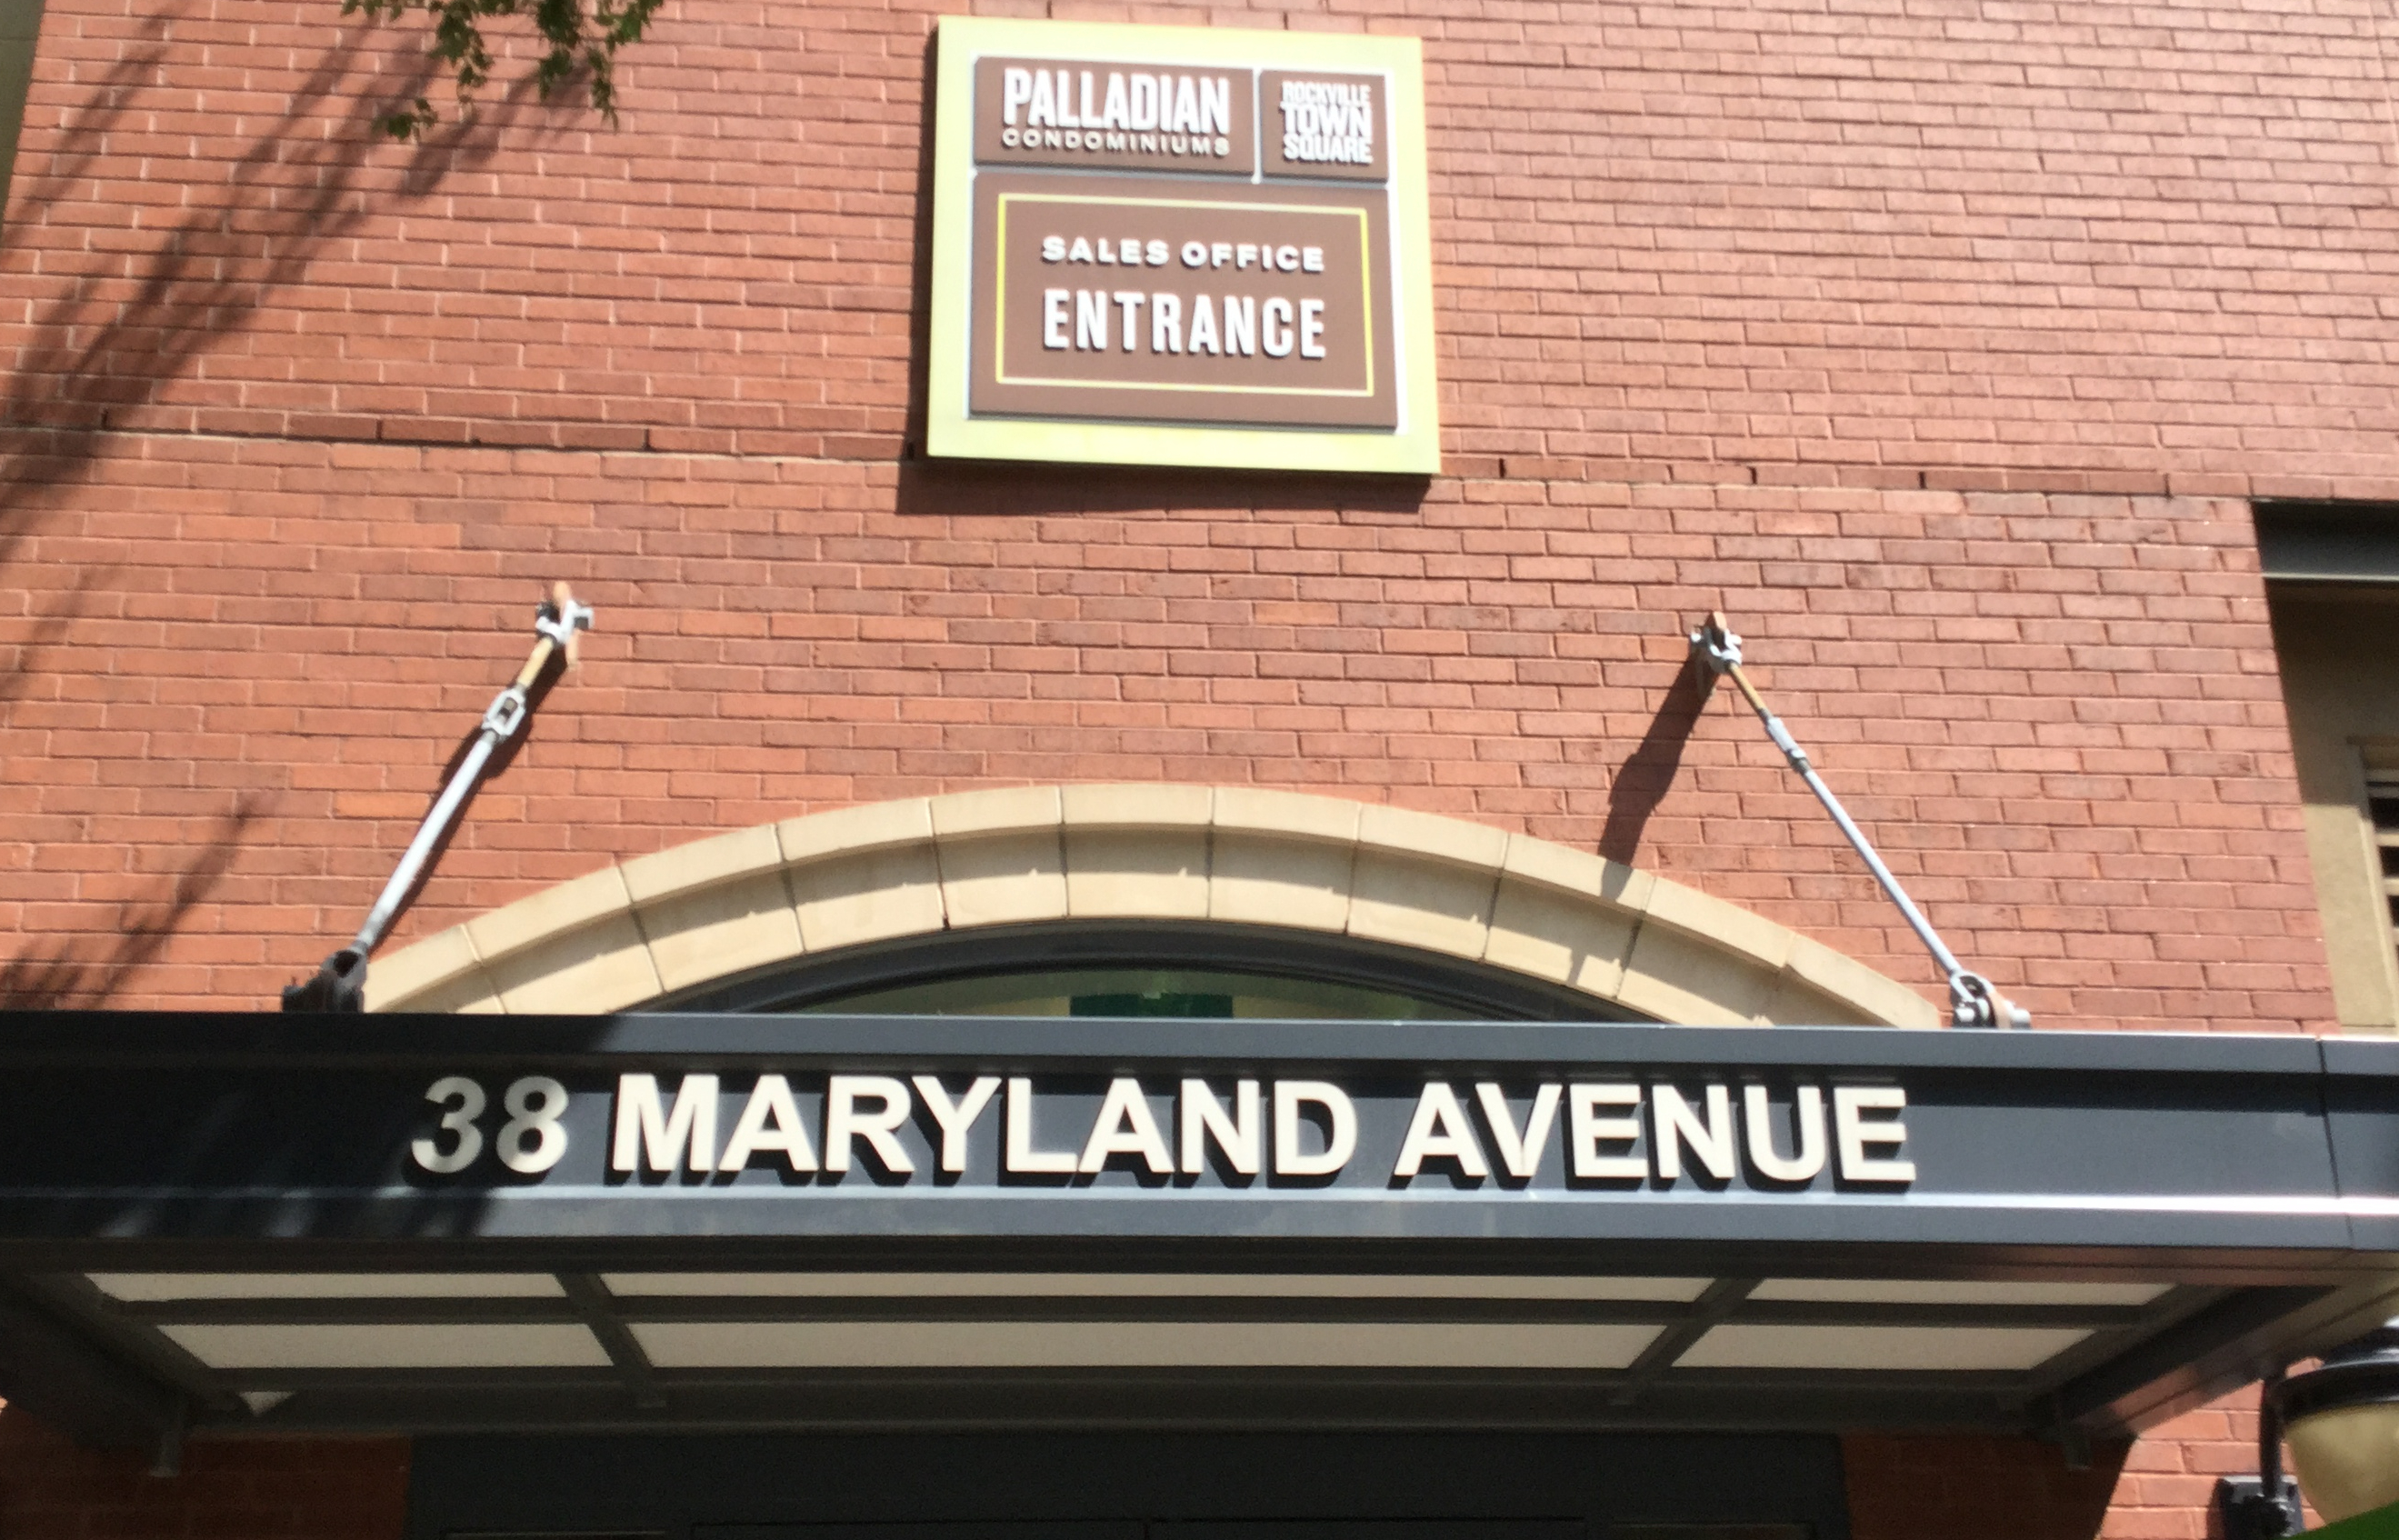 PALLADIAN
CONDOMINIUMS
ROCKVILLE
TOWN
SQUARE
SALES OFFICE
ENTRANCE
38 MARYLAND AVENUE